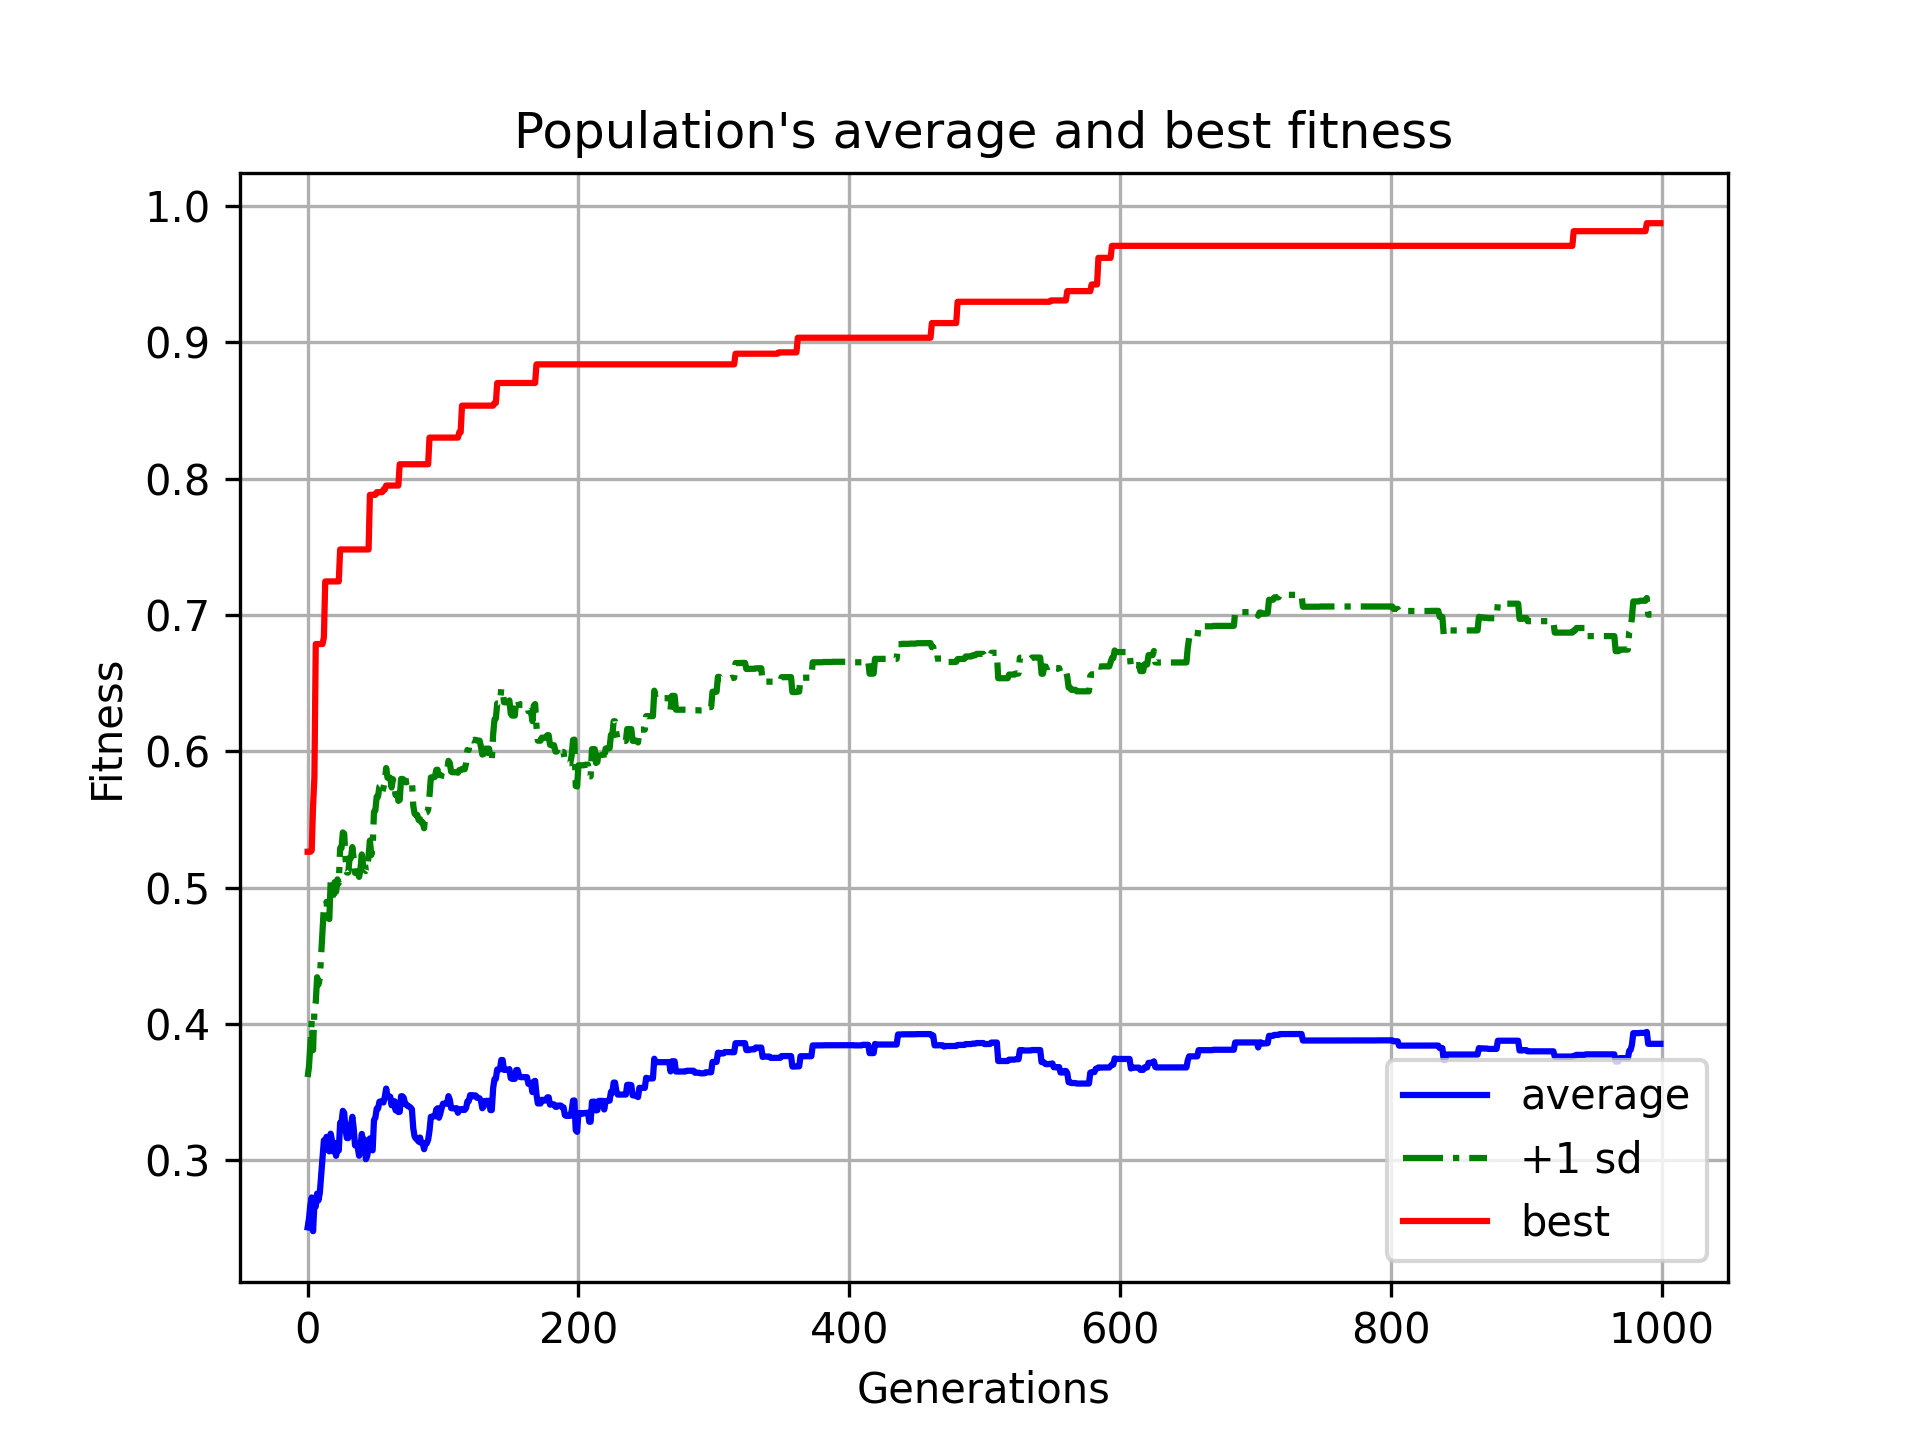 Population's average and best fitness
1.0
0.9
0.8
0.7
0.6
0.5
0.4
0.3
Fitness
average
+1 sd
best
0 200 400 600 800 1000
Generations